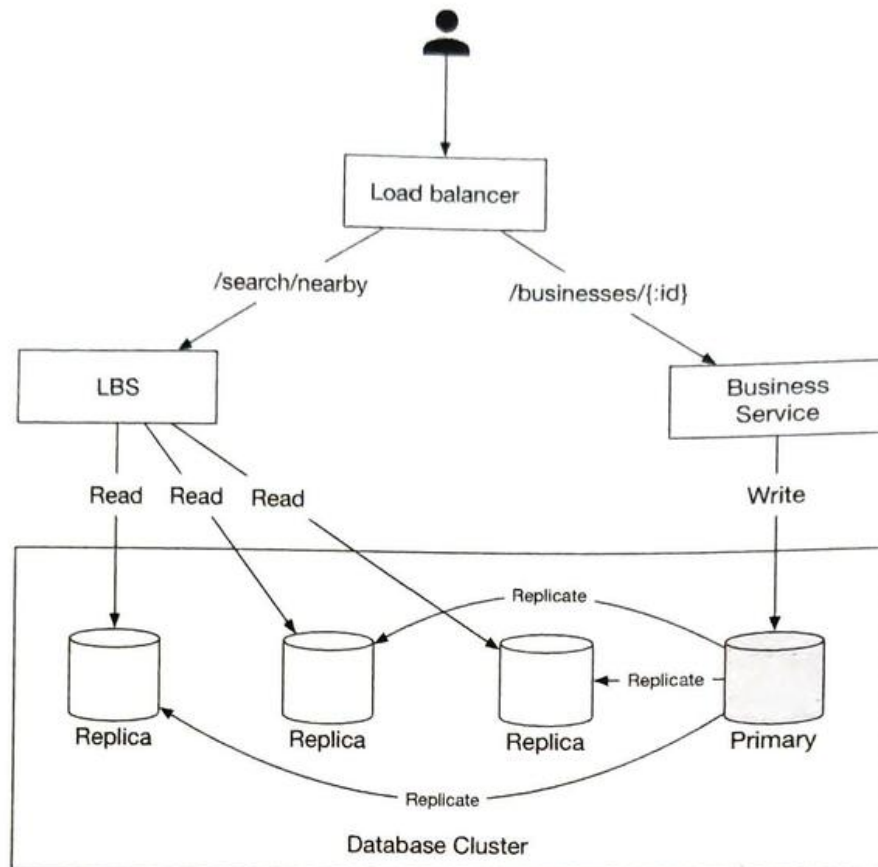 Load balancer
/search/nearby
/businesses/{:id}
LBS
Business
Service
Read
Read
Read
Write
Replicate
Replicate
Replica
Replica
Replica
Primary
Replicate
Database Cluster